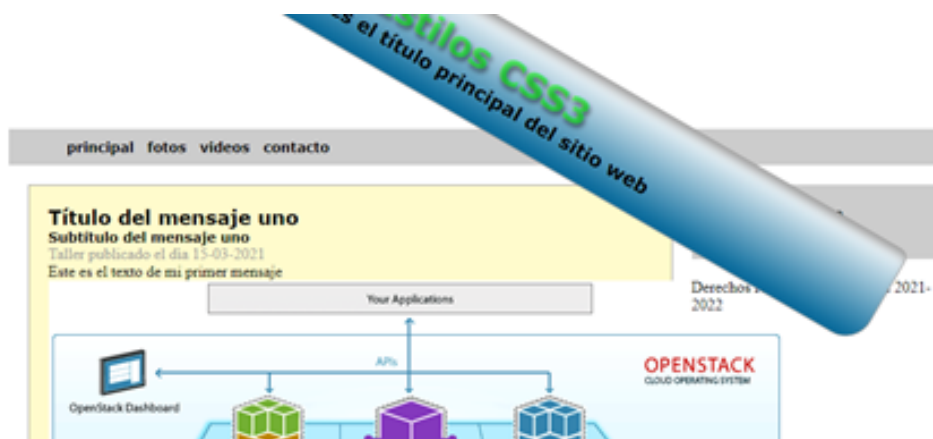 Estilos CSS3
es el título principal del sitio web
principal fotos videos contacto
Título del mensaje uno
Subtítulo del mensaje uno
Taller publicado el dia 15-03-2021
Este es el texto de mi primer mensaje
Derechos 2021-
2022
Your Applications
APIs
OpenStack Dashboard
OPENSTACK
CLOUD OPERATING SYSTEM